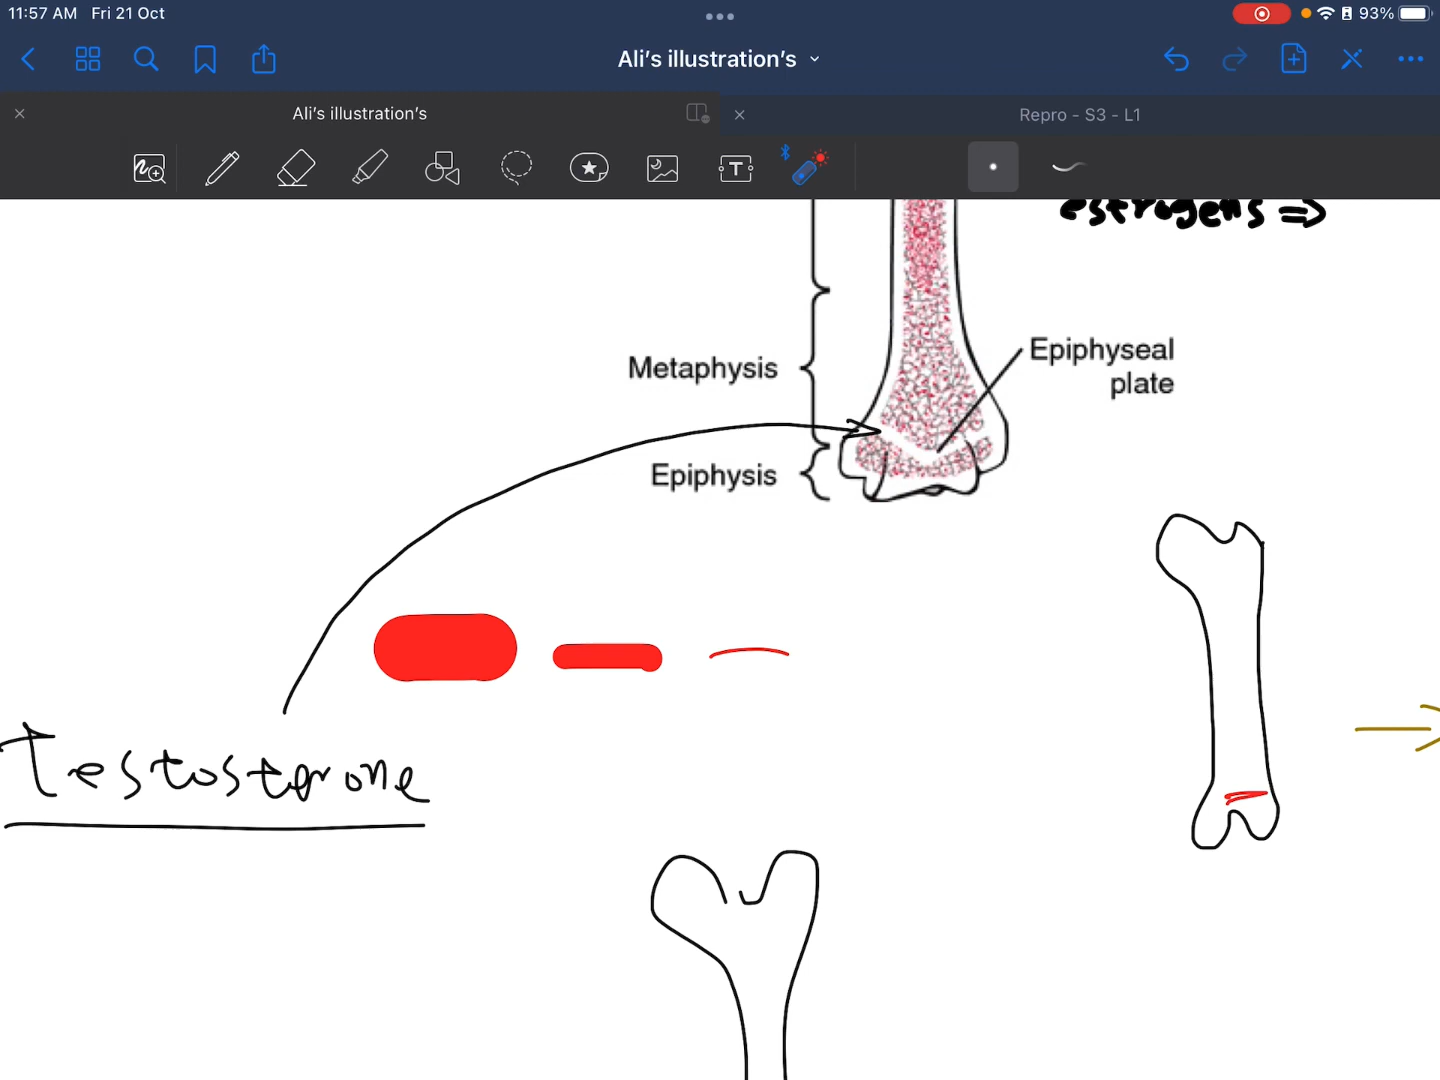 11:57 AM Fri 21 Oct
93%
Ali's illustration's
Ali's illustration's
Repro - S3 - L1
T
estrogens ⇒
Epiphyseal
plate
Metaphysis
Epiphysis
Testosterone